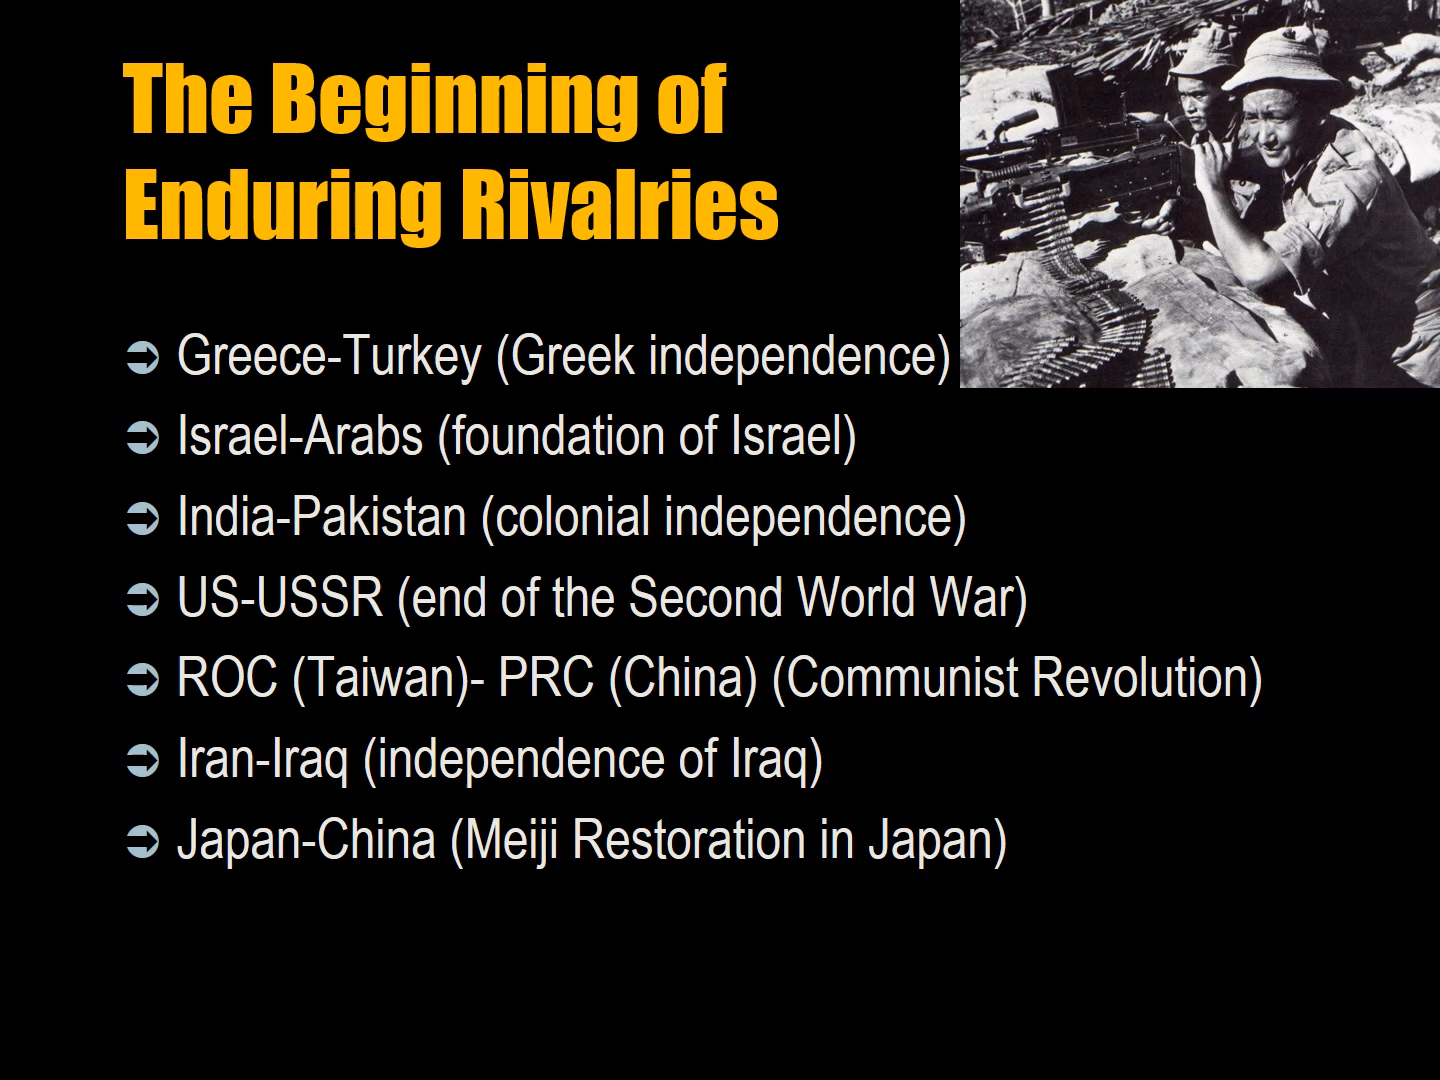 The Beginning of
Enduring Rivalries
Greece-Turkey (Greek independence)
Israel-Arabs (foundation of Israel)
India-Pakistan (colonial independence)
US-USSR (end of the Second World War)
ROC (Taiwan)- PRC (China) (Communist Revolution)
Iran-Iraq (independence of Iraq)
Japan-China (Meiji Restoration in Japan)